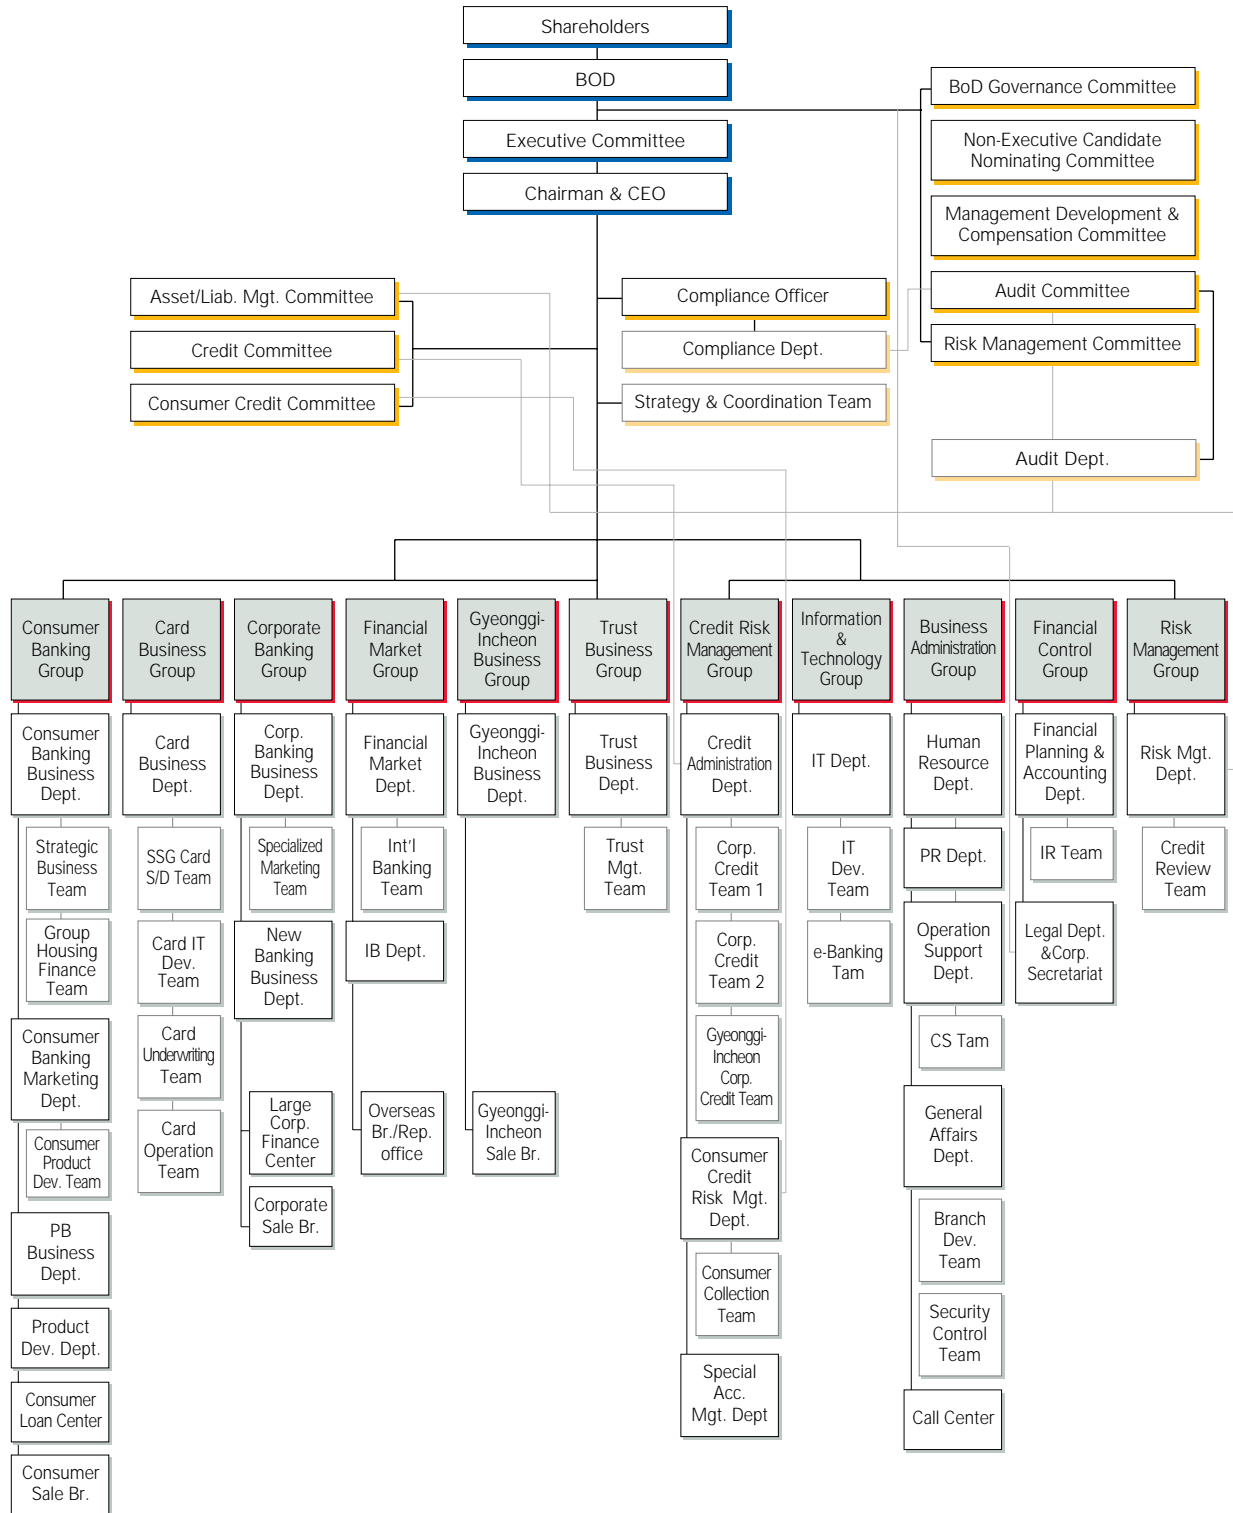 Shareholders
BOD
Executive Committee
Chairman & CEO
BoD Governance Committee
Non-Executive Candidate
Nominating Committee
Management Development &
Compensation Committee
Audit Committee
Risk Management Committee
Audit Dept.
Asset/Liab. Mgt. Committee
Credit Committee
Consumer Credit Committee
Compliance Officer
Compliance Dept.
Strategy & Coordination Team
Consumer
Banking
Group
Consumer
Banking
Business
Dept.
Strategic
Business
Team
Group
Housing
Finance
Team
Consumer
Banking
Marketing
Dept.
Consumer
Product
Dev. Team
PB
Business
Dept.
Product
Dev. Dept.
Consumer
Loan Center
Consumer
Sale Br.
Card
Business
Group
Card
Business
Dept.
SSG Card
S/D Team
Card IT
Dev.
Team
Card
Underwriting
Team
Card
Operation
Team
Corporate
Banking
Group
Corp.
Banking
Business
Dept.
Specialized
Marketing
Team
New
Banking
Business
Dept.
Large
Corp.
Finance
Center
Corporate
Sale Br.
Financial
Market
Group
Financial
Market
Dept.
Int'l
Banking
Team
IB Dept.
Overseas
Br./Rep.
office
Gyeonggi-
Incheon
Business
Group
Gyeonggi-
Incheon
Business
Dept.
Gyeonggi-
Incheon
Sale Br.
Trust
Business
Group
Trust
Business
Dept.
Trust
Mgt.
Team
Credit Risk
Management
Group
Credit
Administration
Dept.
Corp.
Credit
Team 1
Corp.
Credit
Team 2
Gyeonggi-
Incheon
Corp.
Credit Team
Consumer
Credit
Risk Mgt.
Dept.
Consumer
Collection
Team
Special
Acc.
Mgt. Dept
Information
&
Technology
Group
IT Dept.
IT
Dev.
Team
e-Banking
Tam
Business
Administration
Group
Human
Resource
Dept.
PR Dept.
Operation
Support
Dept.
CS Tam
General
Affairs
Dept.
Branch
Dev.
Team
Security
Control
Team
Call Center
Financial
Control
Group
Financial
Planning &
Accounting
Dept.
IR Team
Legal Dept.
&Corp.
Secretariat
Risk
Management
Group
Risk Mgt.
Dept.
Credit
Review
Team